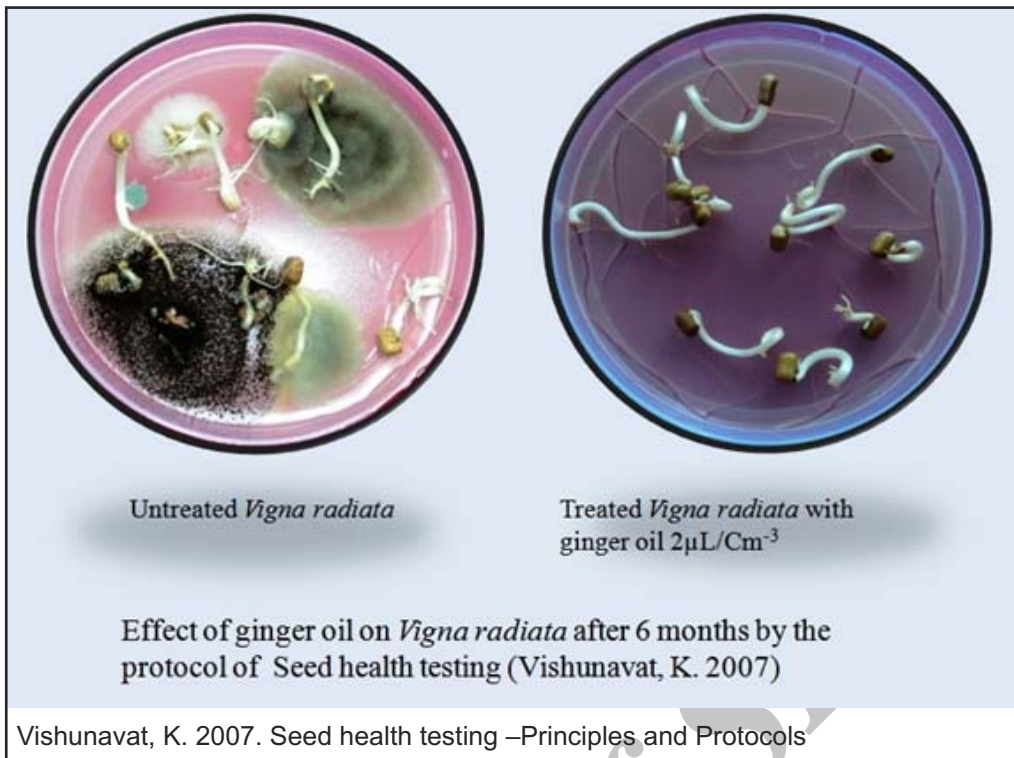 Untreated Vigna radiata
Treated Vigna radiata with
ginger oil 2µL/Cm⁻³
Effect of ginger oil on Vigna radiata after 6 months by the
protocol of Seed health testing (Vishunavat, K. 2007)
Vishunavat, K. 2007. Seed health testing –Principles and Protocols